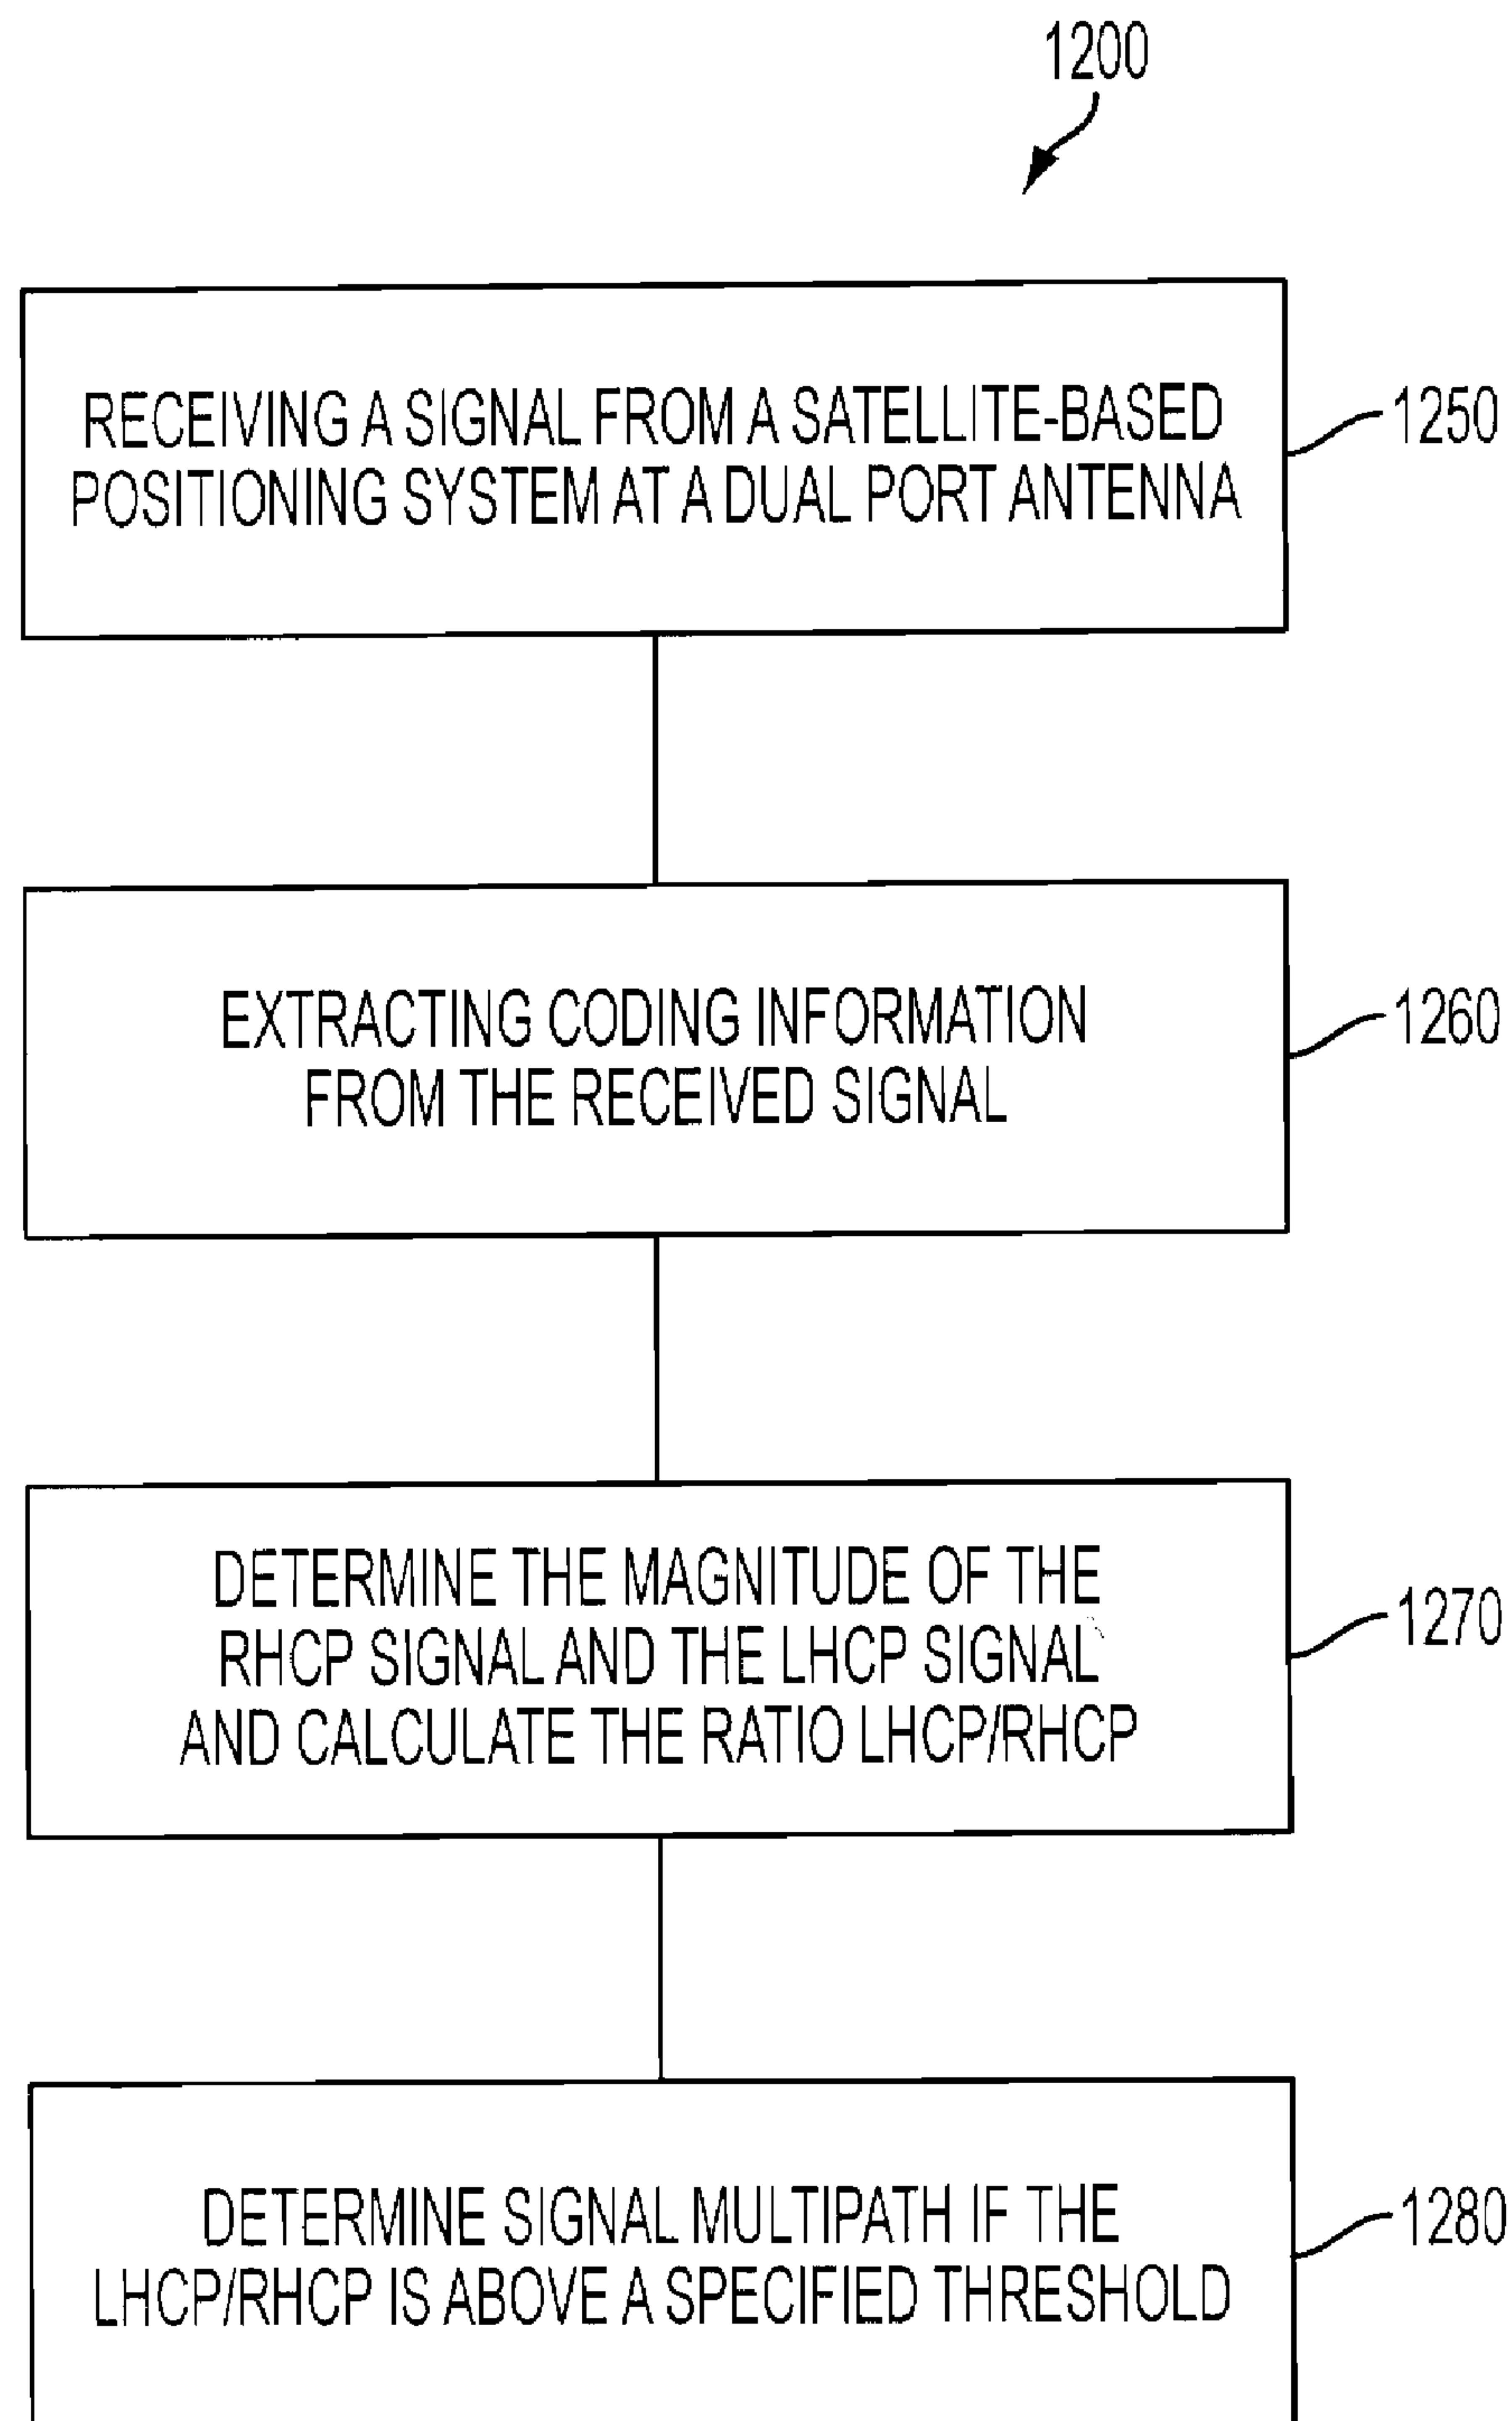 1200
RECEIVING A SIGNAL FROM A SATELLITE-BASED
POSITIONING SYSTEM AT A DUAL PORT ANTENNA
1250
EXTRACTING CODING INFORMATION
FROM THE RECEIVED SIGNAL
1260
DETERMINE THE MAGNITUDE OF THE
RHCP SIGNAL AND THE LHCP SIGNAL
AND CALCULATE THE RATIO LHCP/RHCP
1270
DETERMINE SIGNAL MULTIPATH IF THE
LHCP/RHCP IS ABOVE A SPECIFIED THRESHOLD
1280